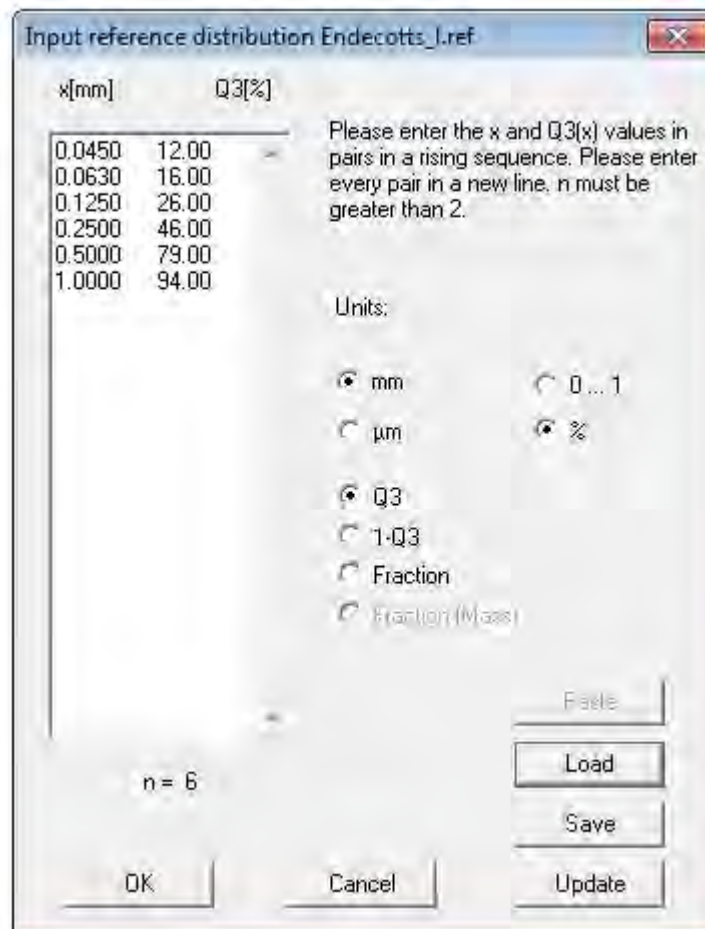 Input reference distribution Endecotts_I.ref
x[mm] Q3[%]
0.0450 12.00
0.0630 16.00
0.1250 26.00
0.2500 46.00
0.5000 79.00
1.0000 94.00
Please enter the x and Q3(x) values in
pairs in a rising sequence. Please enter
every pair in a new line, n must be
greater than 2.
Units:
mm 0 ... 1
µm %
Q3
1-Q3
Fraction
Fraction (Mass)
Paste
Load
n = 6
Save
OK Cancel Update